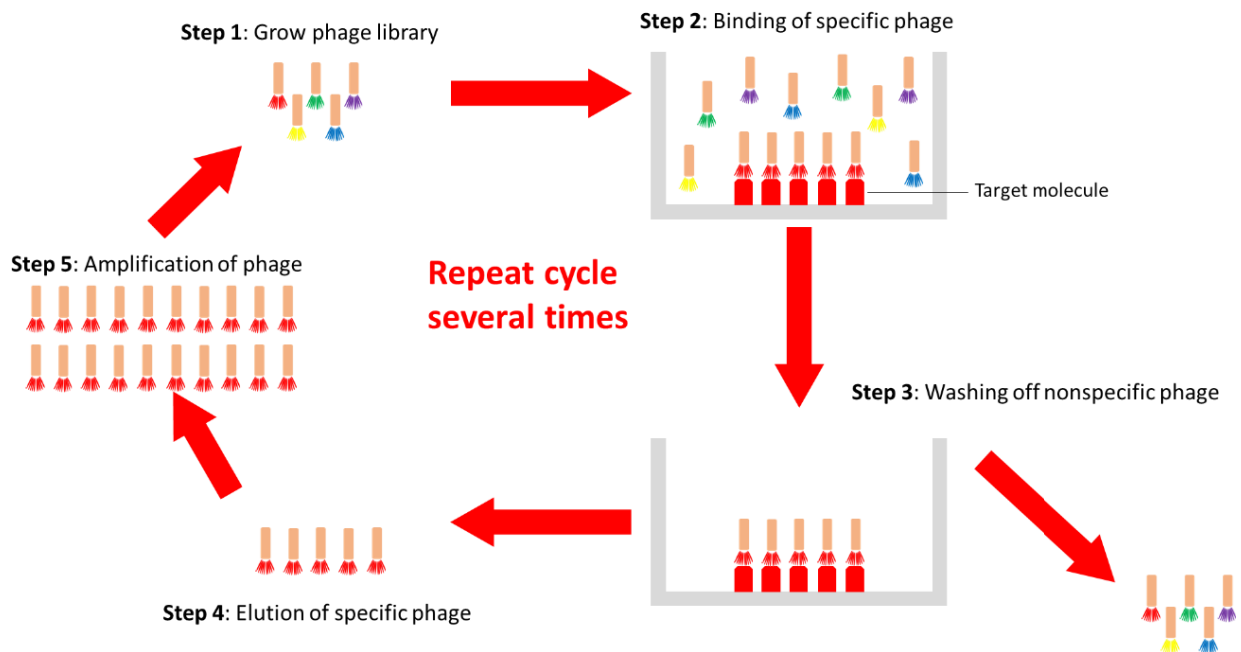 Step 1: Grow phage library
Step 2: Binding of specific phage
Target molecule
Step 5: Amplification of phage
Repeat cycle
several times
Step 3: Washing off nonspecific phage
Step 4: Elution of specific phage